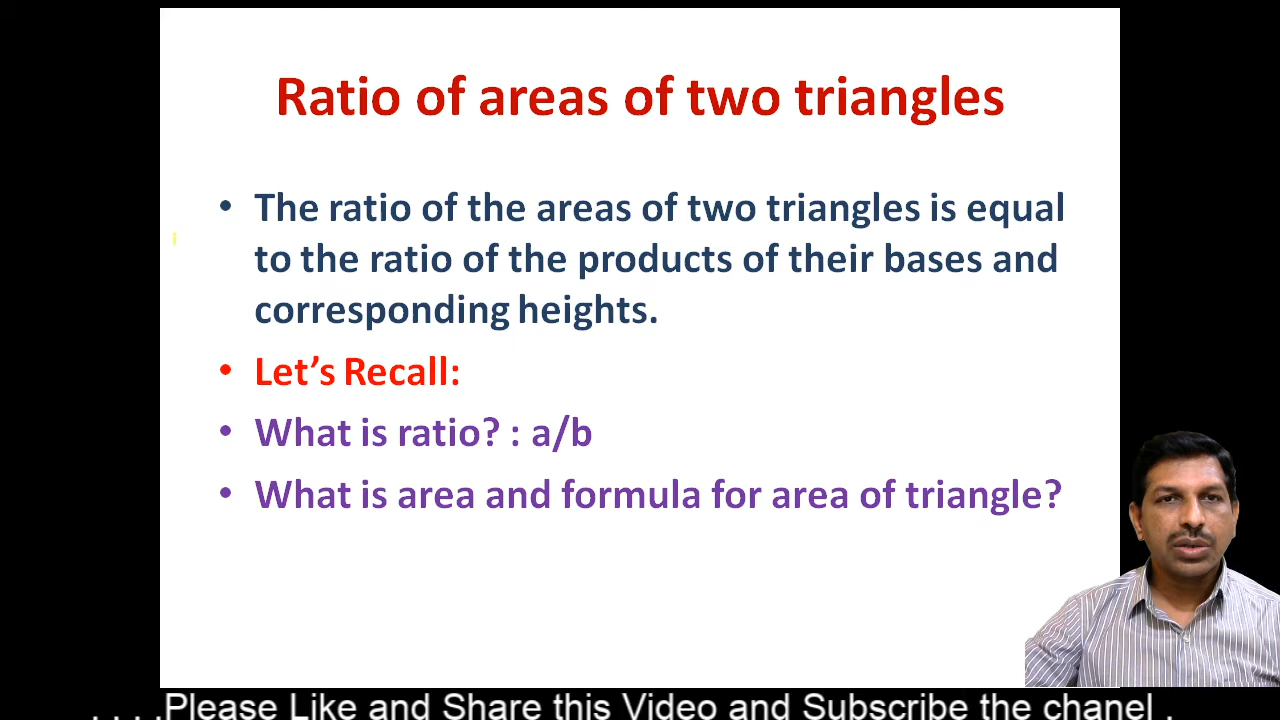 Ratio of areas of two triangles
• The ratio of the areas of two triangles is equal
to the ratio of the products of their bases and
corresponding heights.
• Let’s Recall:
• What is ratio? : a/b
• What is area and formula for area of triangle?
. . . .Please Like and Share this Video and Subscribe the chanel .